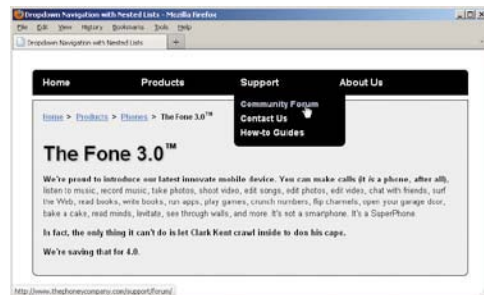 Dropdown Navigation with Nested Lists - Mozilla Firefox
File Edit View History Bookmarks Tools Help
Dropdown Navigation with Nested Lists +
Home Products Support About Us
Community Forum
Contact Us
How-to Guides
Home > Products > Phones > The Fone 3.0™
The Fone 3.0™
We're proud to introduce our latest innovate mobile device. You can make calls (it is a phone, after all),
listen to music, record music, take photos, shoot video, edit songs, edit photos, edit video, chat with friends, surf
the Web, read books, write books, run apps, play games, crunch numbers, flip channels, open your garage door,
bake a cake, read minds, levitate, see through walls, and more. It's not a smartphone. It's a SuperPhone.
In fact, the only thing it can't do is let Clark Kent crawl inside to don his cape.
We're saving that for 4.0.
http://www.thephoneycompany.com/support/forum/